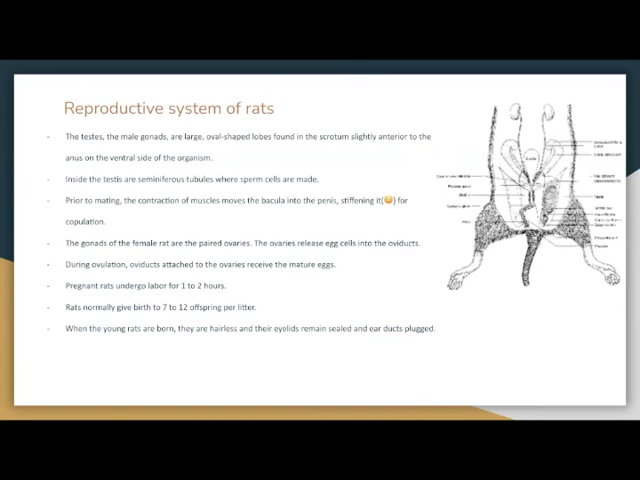 Reproductive system of rats
- The testes, the male gonads, are large, oval-shaped lobes found in the scrotum slightly anterior to the
anus on the ventral side of the organism.
- Inside the testis are seminiferous tubules where sperm cells are made.
- Prior to mating, the contraction of muscles moves the bacula into the penis, stiffening it(😳) for
copulation.
- The gonads of the female rat are the paired ovaries. The ovaries release egg cells into the oviducts.
- During ovulation, oviducts attached to the ovaries receive the mature eggs.
- Pregnant rats undergo labor for 1 to 2 hours.
- Rats normally give birth to 7 to 12 offspring per litter.
- When the young rats are born, they are hairless and their eyelids remain sealed and ear ducts plugged.